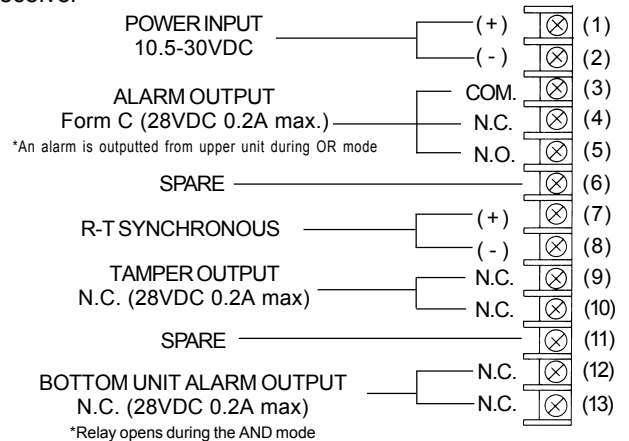 POWER INPUT (+) (1)
10.5-30VDC (-) (2)
COM. (3)
ALARM OUTPUT
Form C (28VDC 0.2A max.) N.C. (4)
*An alarm is outputted from upper unit during OR mode N.O. (5)
SPARE (6)
R-T SYNCHRONOUS (+) (7)
(-) (8)
TAMPER OUTPUT N.C. (9)
N.C. (28VDC 0.2A max) N.C. (10)
SPARE (11)
BOTTOM UNIT ALARM OUTPUT N.C. (12)
N.C. (28VDC 0.2A max) N.C. (13)
*Relay opens during the AND mode